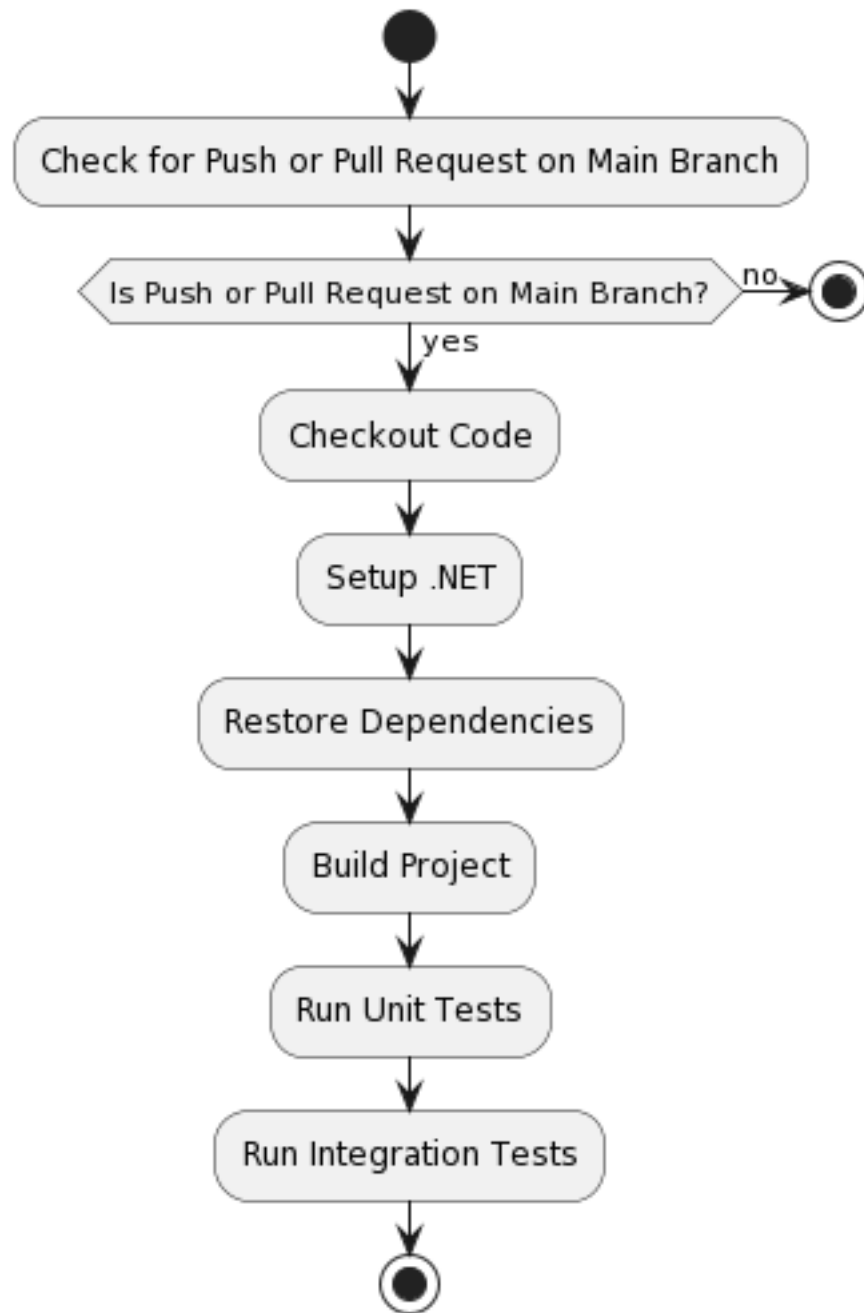 Check for Push or Pull Request on Main Branch
Is Push or Pull Request on Main Branch?
no
yes
Checkout Code
Setup .NET
Restore Dependencies
Build Project
Run Unit Tests
Run Integration Tests